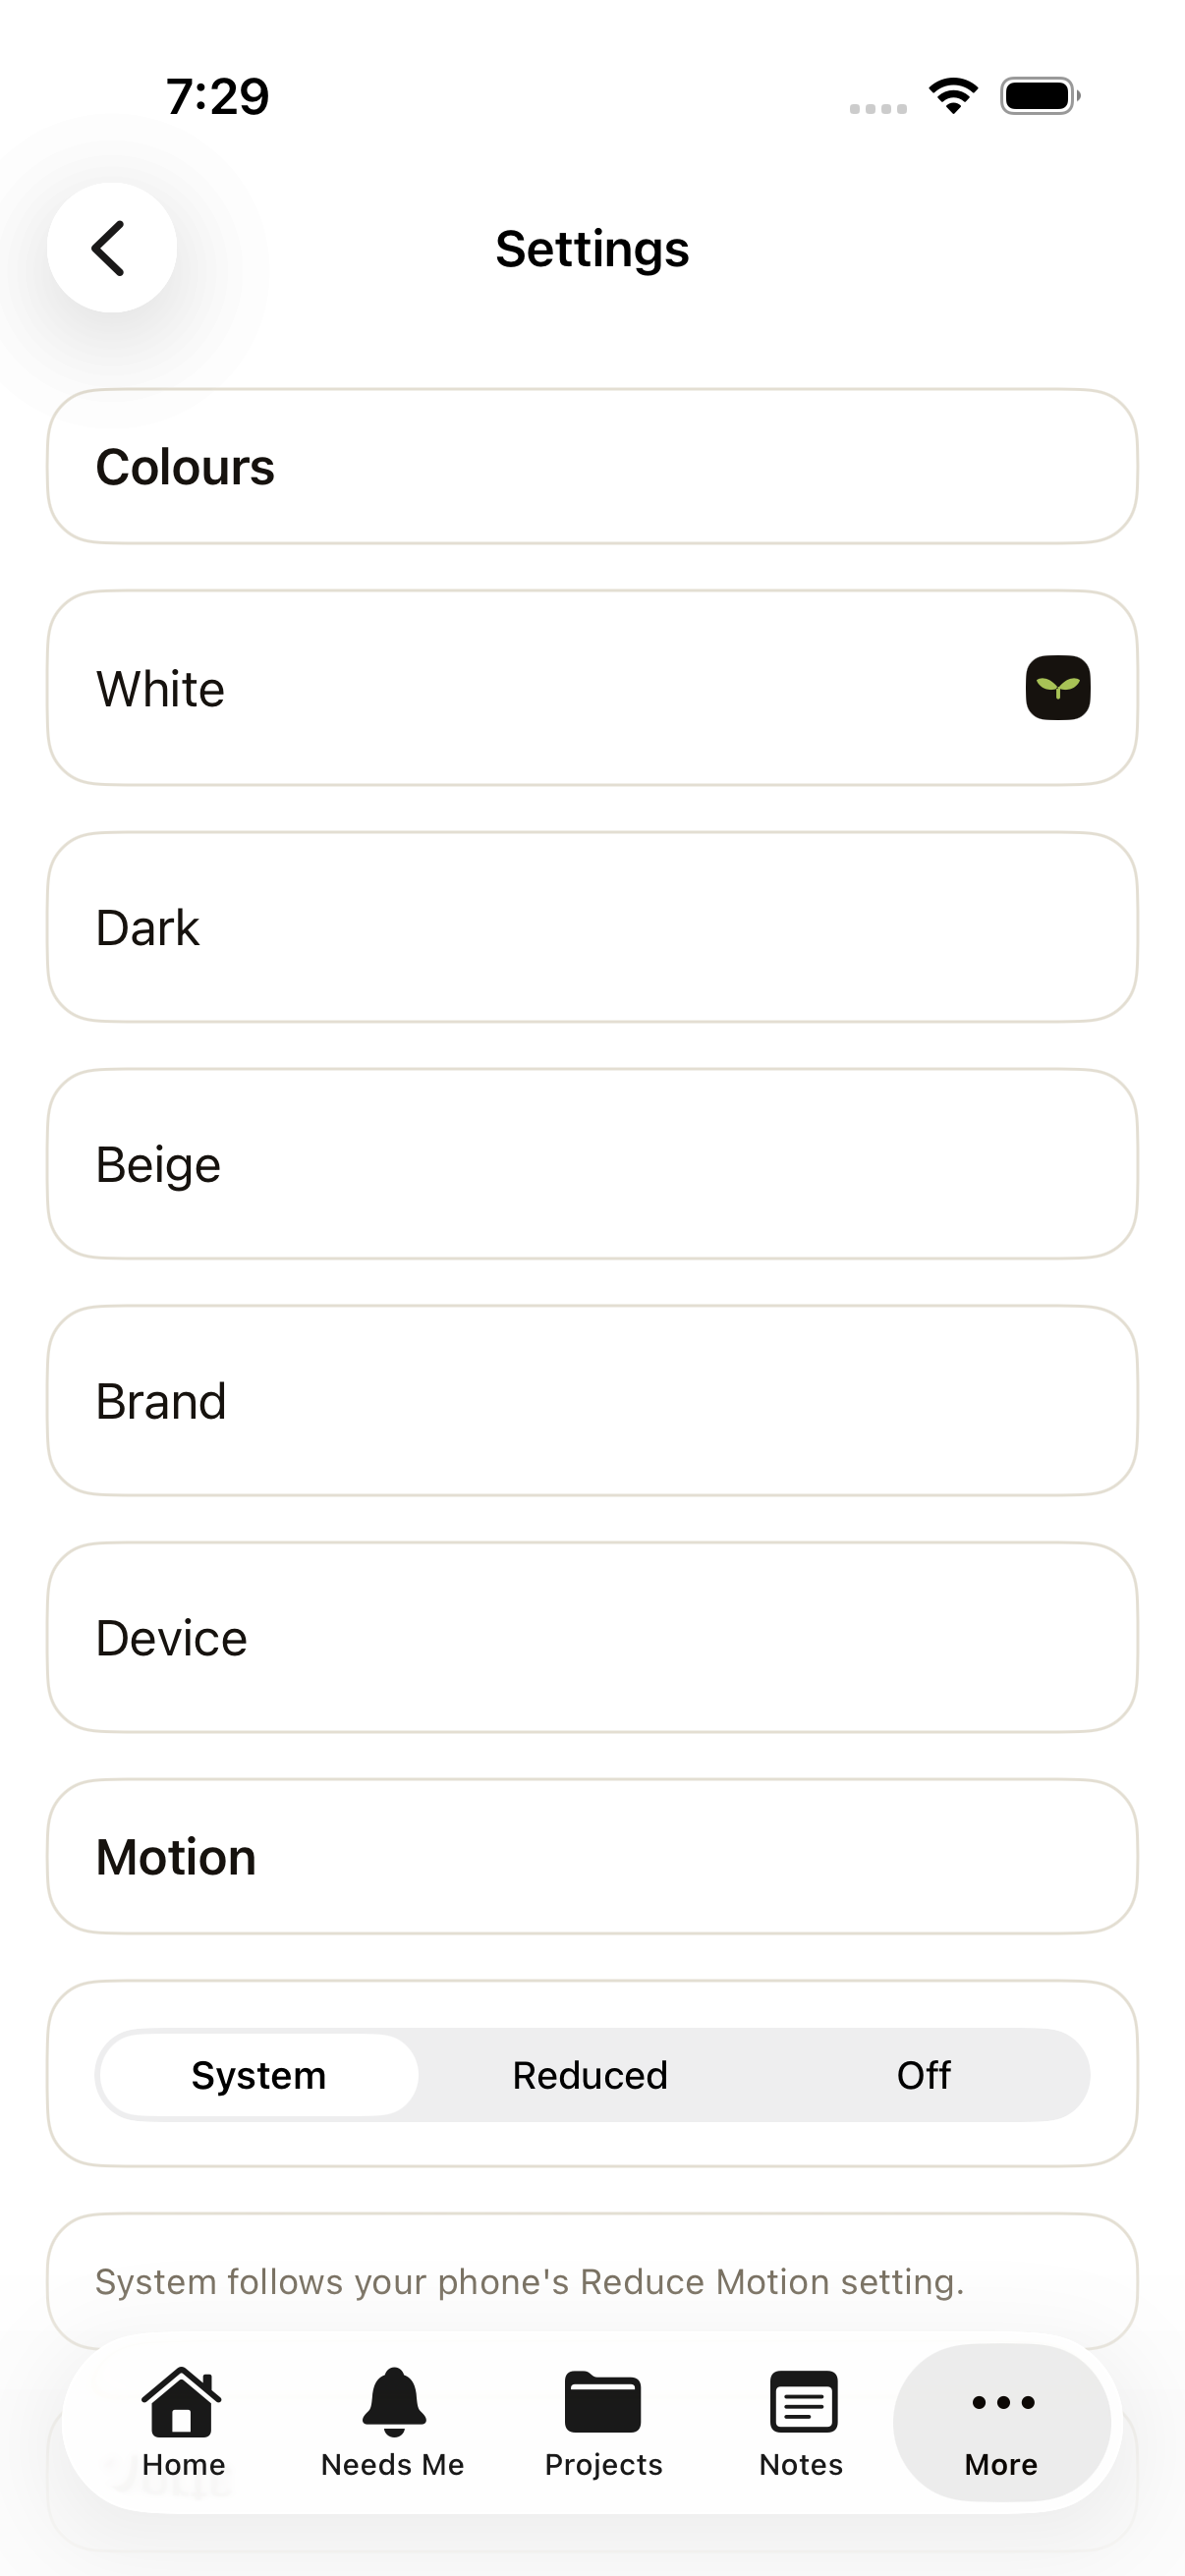 7:29
Settings
Colours
White
Dark
Beige
Brand
Device
Motion
System Reduced Off
System follows your phone's Reduce Motion setting.
Home Needs Me Projects Notes More